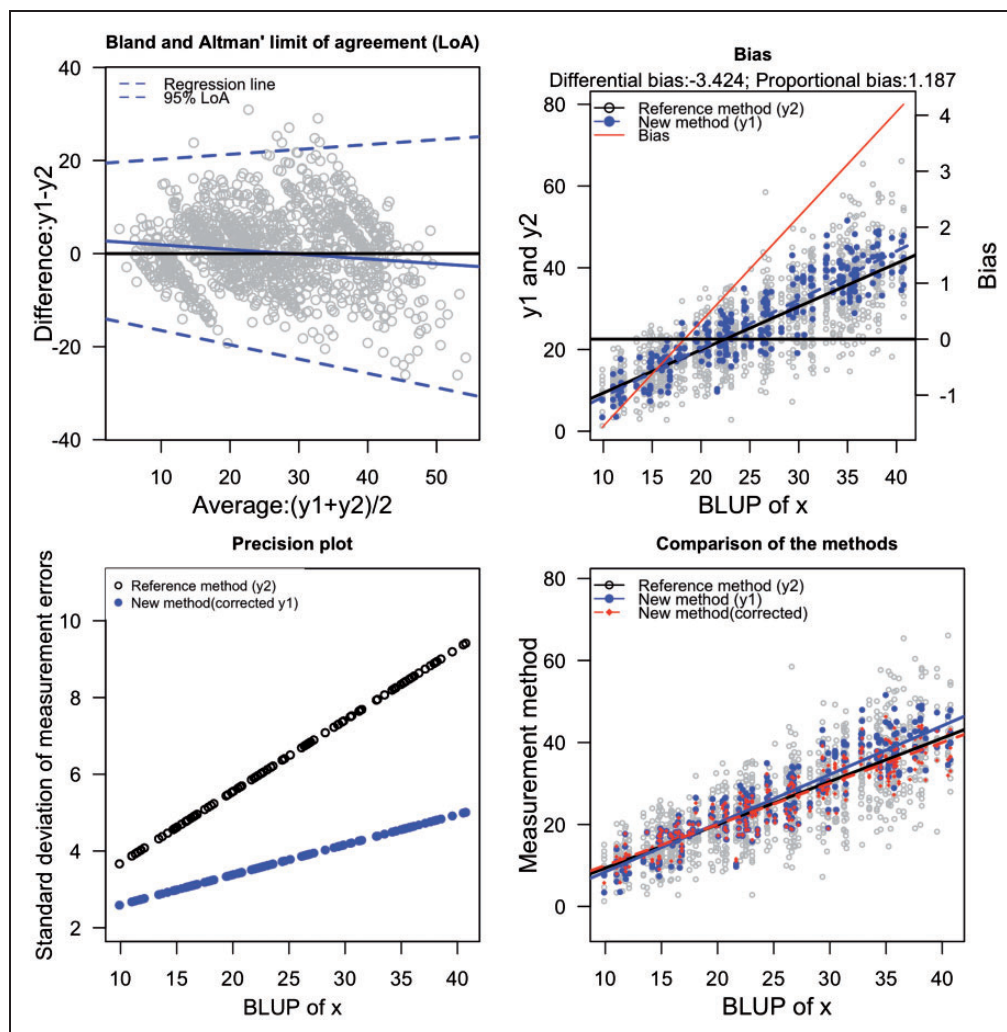 Bland and Altman' limit of agreement (LoA)
Regression line
95% LoA
Difference:y1-y2
40
20
0
-20
-40
10 20 30 40 50
Average:(y1+y2)/2
Bias
Differential bias:-3.424; Proportional bias:1.187
Reference method (y2)
New method (y1)
Bias
y1 and y2
80
60
40
20
0
4
3
2
1
0
-1
Bias
10 15 20 25 30 35 40
BLUP of x
Precision plot
Reference method (y2)
New method(corrected y1)
Standard deviation of measurement errors
10
8
6
4
2
10 15 20 25 30 35 40
BLUP of x
Comparison of the methods
Reference method (y2)
New method (y1)
New method(corrected)
Measurement method
80
60
40
20
0
10 15 20 25 30 35 40
BLUP of x